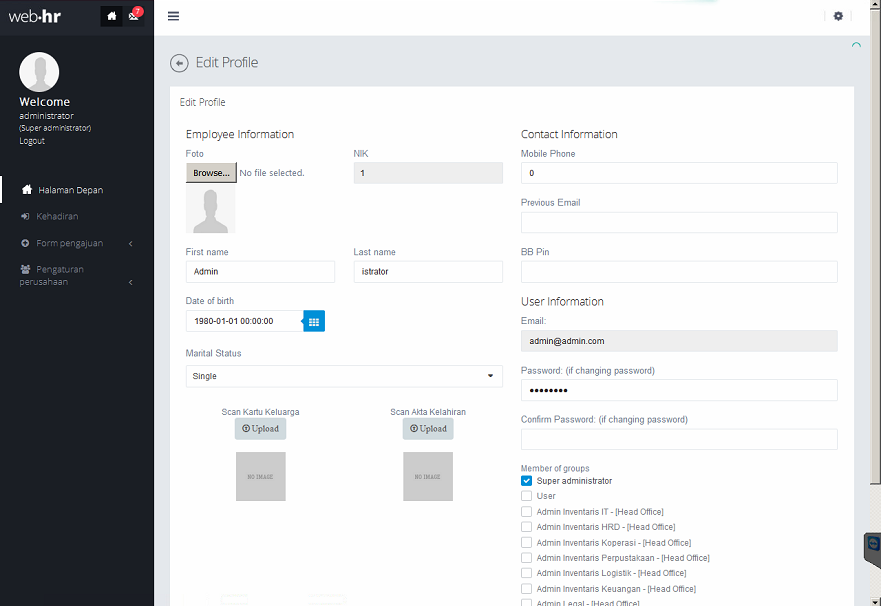 web·hr
7
Welcome
administrator
(Super administrator)
Logout
Halaman Depan
Kehadiran
Form pengajuan
Pengaturan
perusahaan
Edit Profile
Edit Profile
Employee Information
Foto
Browse... No file selected.
NIK
1
First name
Admin
Last name
istrator
Date of birth
1980-01-01 00:00:00
Marital Status
Single
Scan Kartu Keluarga
Upload
NO IMAGE
Scan Akta Kelahiran
Upload
NO IMAGE
Contact Information
Mobile Phone
0
Previous Email
BB Pin
User Information
Email:
admin@admin.com
Password: (if changing password)
••••••••
Confirm Password: (if changing password)
Member of groups
Super administrator
User
Admin Inventaris IT - [Head Office]
Admin Inventaris HRD - [Head Office]
Admin Inventaris Koperasi - [Head Office]
Admin Inventaris Perpustakaan - [Head Office]
Admin Inventaris Logistik - [Head Office]
Admin Inventaris Keuangan - [Head Office]
Admin Legal - [Head Office]